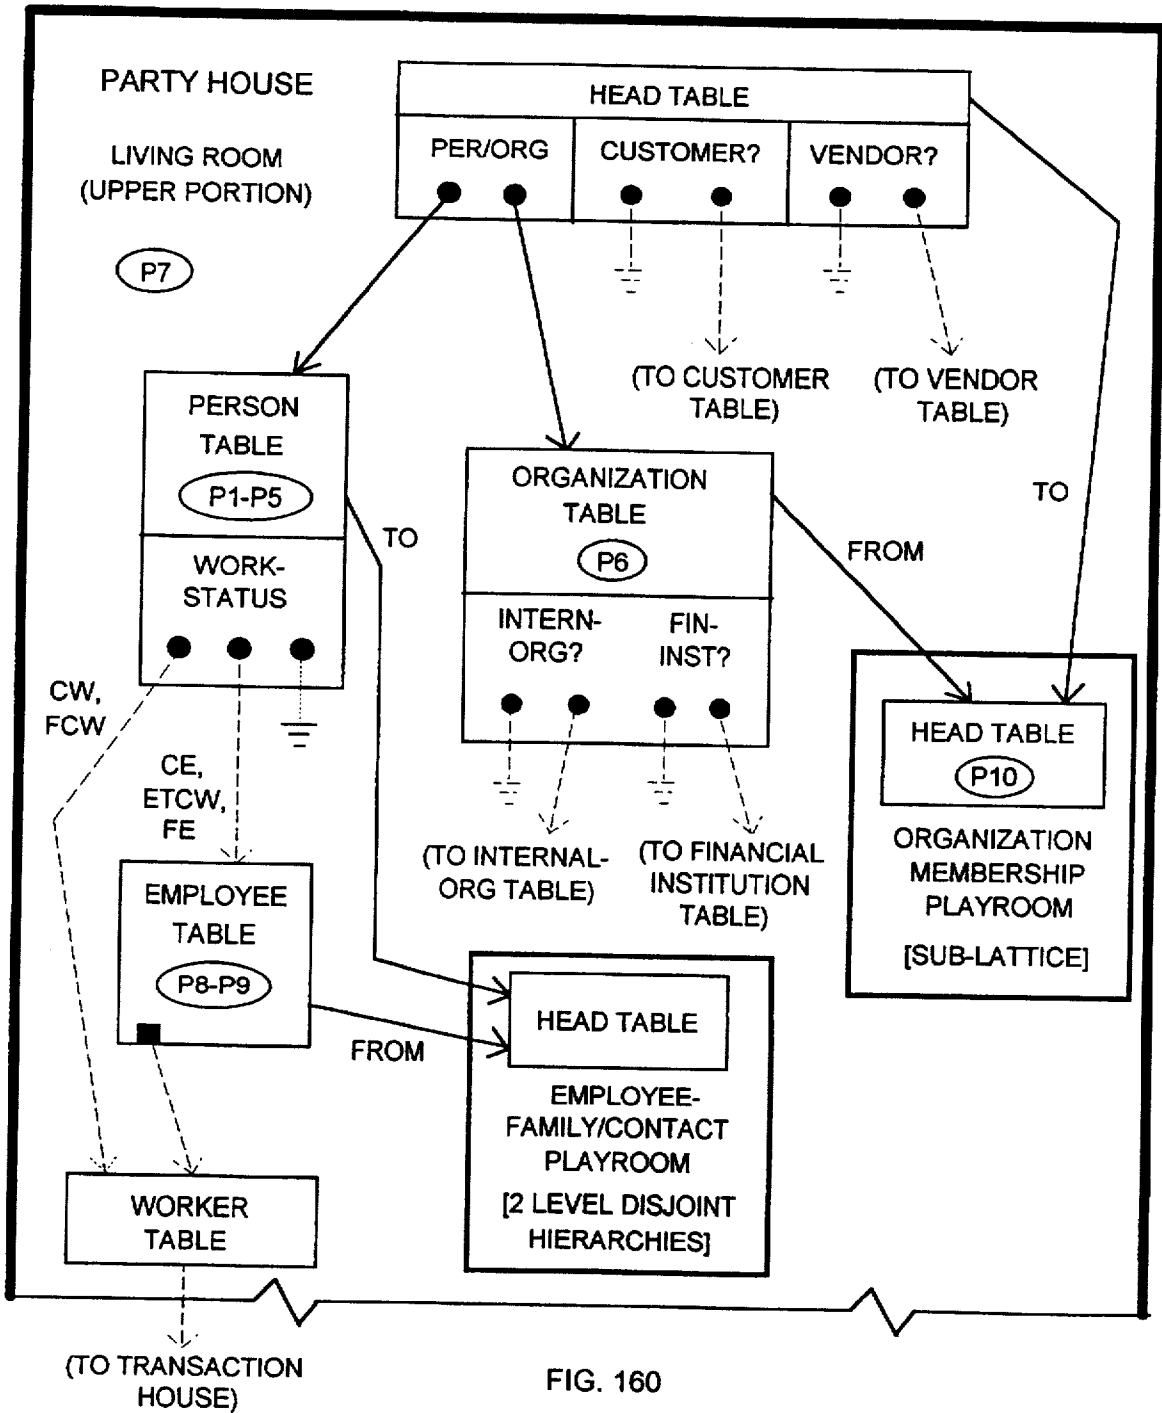 PARTY HOUSE
LIVING ROOM
(UPPER PORTION)
P7
HEAD TABLE
PER/ORG
CUSTOMER?
VENDOR?
(TO CUSTOMER
TABLE)
(TO VENDOR
TABLE)
TO
PERSON
TABLE
P1-P5
WORK-
STATUS
TO
ORGANIZATION
TABLE
P6
INTERN-
ORG?
FIN-
INST?
FROM
CW,
FCW
CE,
ETCW,
FE
HEAD TABLE
P10
ORGANIZATION
MEMBERSHIP
PLAYROOM
[SUB-LATTICE]
(TO INTERNAL-
ORG TABLE)
(TO FINANCIAL
INSTITUTION
TABLE)
EMPLOYEE
TABLE
P8-P9
FROM
HEAD TABLE
EMPLOYEE-
FAMILY/CONTACT
PLAYROOM
[2 LEVEL DISJOINT
HIERARCHIES]
WORKER
TABLE
(TO TRANSACTION
HOUSE)
FIG. 160